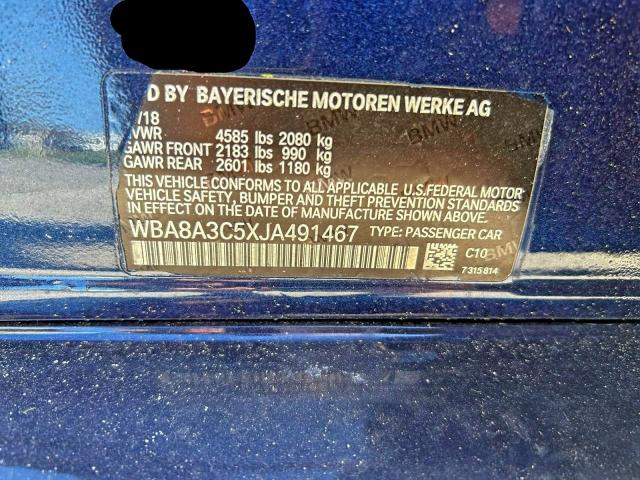 D BY BAYERISCHE MOTOREN WERKE AG
/18
VWR 4585 lbs 2080 kg
GAWR FRONT 2183 lbs 990 kg
GAWR REAR 2601 lbs 1180 kg
THIS VEHICLE CONFORMS TO ALL APPLICABLE U.S.FEDERAL MOTOR
VEHICLE SAFETY, BUMPER AND THEFT PREVENTION STANDARDS
IN EFFECT ON THE DATE OF MANUFACTURE SHOWN ABOVE.
WBA8A3C5XJA491467 TYPE: PASSENGER CAR
C10
7315814